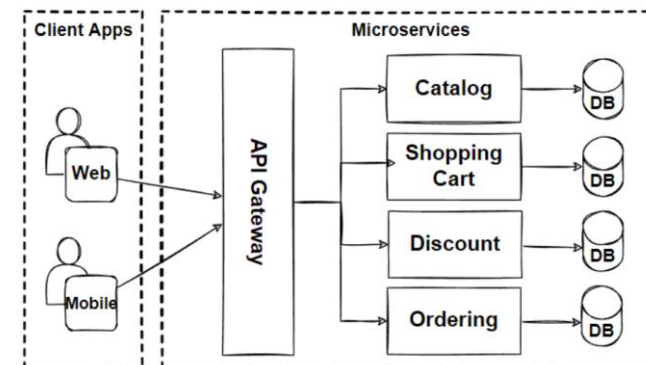 Client Apps
Microservices
Web
Mobile
API Gateway
Catalog
DB
Shopping
Cart
DB
Discount
DB
Ordering
DB